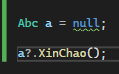 Abc a = null;
a?.XinChao();